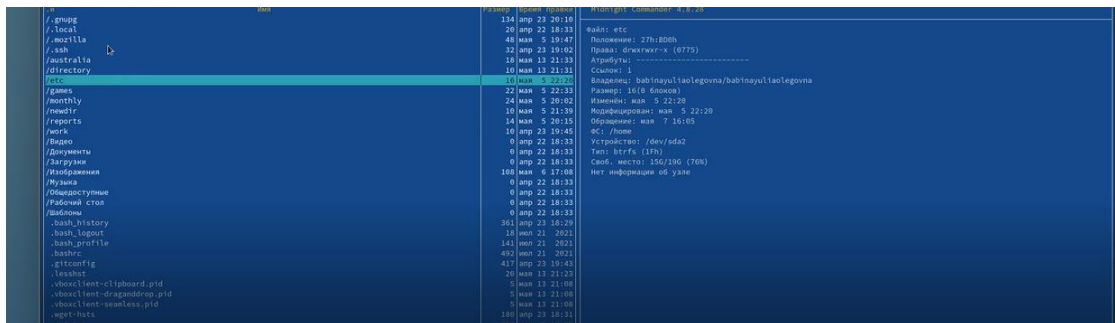 .и Имя Размер Время правки
/.gnupg 134 апр 23 20:10
/.local 20 апр 22 18:33
/.mozilla 48 мая 5 19:47
/.ssh 32 апр 23 19:02
/australia 18 мая 13 21:33
/directory 10 мая 13 21:31
/etc 16 мая 5 22:20
/games 22 мая 5 22:33
/monthly 24 мая 5 20:02
/newdir 10 мая 5 21:39
/reports 14 мая 5 20:15
/work 10 апр 23 19:45
/Видео 0 апр 22 18:33
/Документы 0 апр 22 18:33
/Загрузки 0 апр 22 18:33
/Изображения 108 мая 6 17:08
/Музыка 0 апр 22 18:33
/Общедоступные 0 апр 22 18:33
/Рабочий стол 0 апр 22 18:33
/Шаблоны 0 апр 22 18:33
.bash_history 361 апр 23 18:29
.bash_logout 18 июл 21 2021
.bash_profile 141 июл 21 2021
.bashrc 492 июл 21 2021
.gitconfig 417 апр 23 19:43
.lesshst 20 мая 13 21:23
.vboxclient-clipboard.pid 5 мая 13 21:08
.vboxclient-draganddrop.pid 5 мая 13 21:08
.vboxclient-seamless.pid 5 мая 13 21:08
.wget-hsts 180 апр 23 18:31
Midnight Commander 4.8.28
Файл: etc
Положение: 27h:BD0h
Права: drwxrwxr-x (0775)
Атрибуты: ------------------------
Ссылок: 1
Владелец: babinayuliaolegovna/babinayuliaolegovna
Размер: 16(0 блоков)
Изменён: мая 5 22:20
Модифицирован: мая 5 22:20
Обращение: мая 7 16:05
ФС: /home
Устройство: /dev/sda2
Тип: btrfs (1Fh)
Своб. место: 15G/19G (76%)
Нет информации об узле